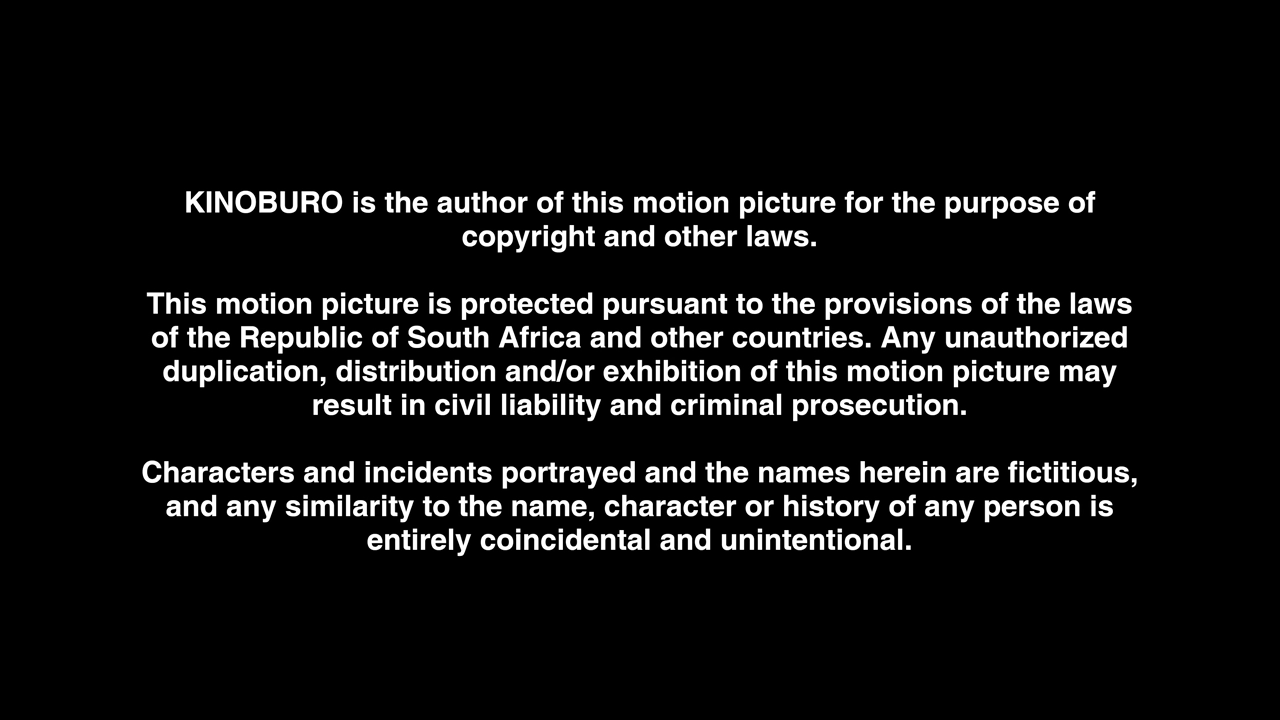 KINOBURO is the author of this motion picture for the purpose of
copyright and other laws.
This motion picture is protected pursuant to the provisions of the laws
of the Republic of South Africa and other countries. Any unauthorized
duplication, distribution and/or exhibition of this motion picture may
result in civil liability and criminal prosecution.
Characters and incidents portrayed and the names herein are fictitious,
and any similarity to the name, character or history of any person is
entirely coincidental and unintentional.